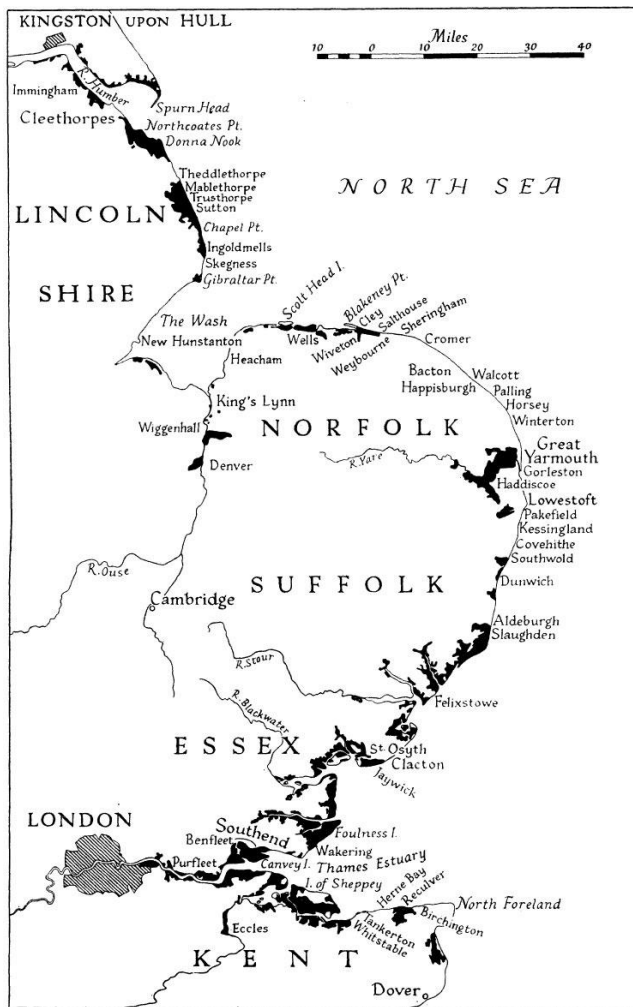 KINGSTON UPON HULL
Miles
10 0 10 20 30 40
Immingham
R. Humber
Spurn Head
Cleethorpes
Northcoates Pt.
Donna Nook
Theddlethorpe
Mablethorpe
Trusthorpe
Sutton
NORTH SEA
LINCOLN
Chapel Pt.
Ingoldmells
Skegness
Gibraltar Pt.
SHIRE
The Wash
New Hunstanton
Scolt Head I.
Blakeney Pt.
Cley
Salthouse
Sheringham
Wells
Wiveton
Weybourne
Cromer
Heacham
Bacton
Walcott
Happisburgh
Palling
King's Lynn
Horsey
Winterton
Wiggenhall
NORFOLK
Great
Yarmouth
R. Yare
Gorleston
Denver
Haddiscoe
Lowestoft
Pakefield
Kessingland
Covehithe
Southwold
R. Ouse
SUFFOLK
Dunwich
Cambridge
Aldeburgh
Slaughden
R. Stour
Felixstowe
R. Blackwater
ESSEX
St. Osyth
Clacton
Jaywick
LONDON
Southend
Foulness I.
Benfleet
Wakering
Purfleet
Canvey I.
Thames Estuary
I. of Sheppey
Herne Bay
Reculver
North Foreland
Birchington
Tankerton
Whitstable
Eccles
KENT
Dover